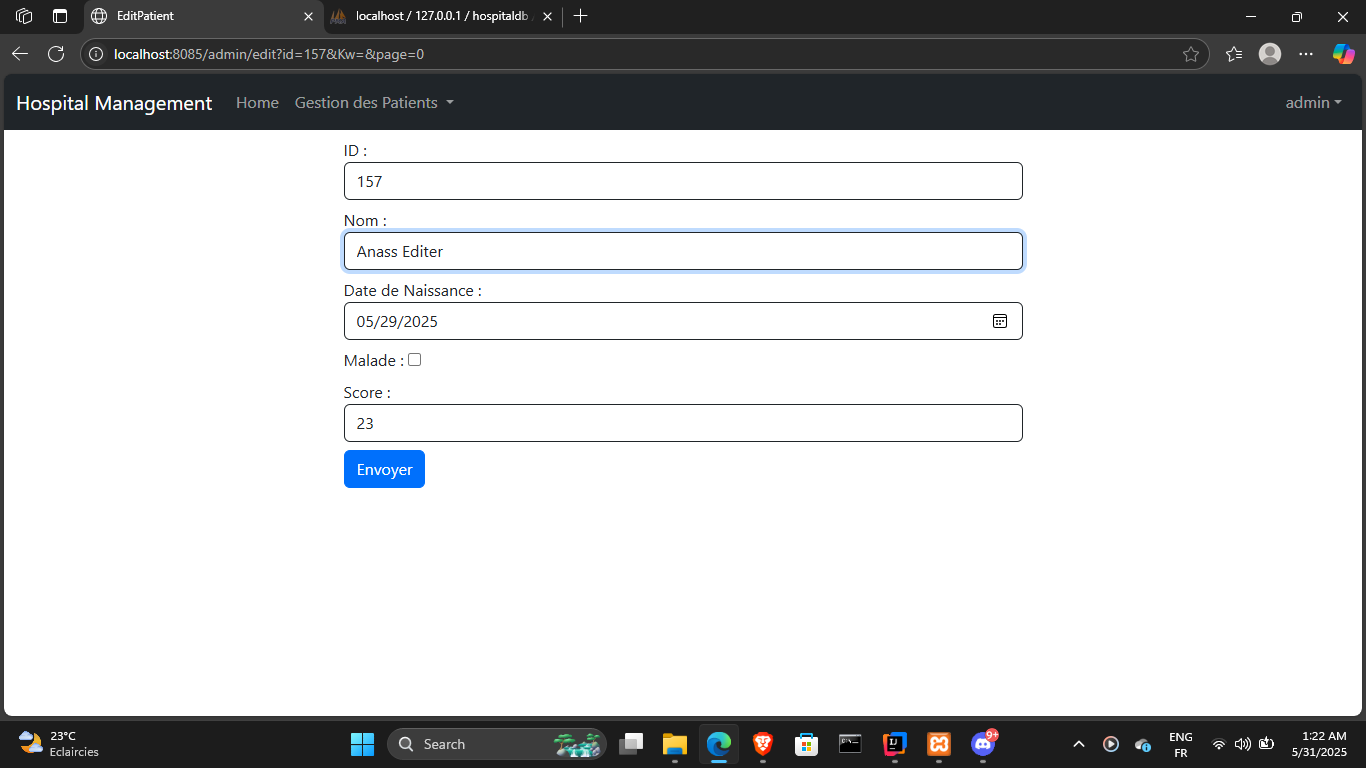 EditPatient
localhost / 127.0.0.1 / hospitaldb
localhost:8085/admin/edit?id=157&Kw=&page=0
Hospital Management Home Gestion des Patients admin
ID :
157
Nom :
Anass Editer
Date de Naissance :
05/29/2025
Malade :
Score :
23
Envoyer
23°C
Eclaircies
Search
9+
ENG
FR
1:22 AM
5/31/2025